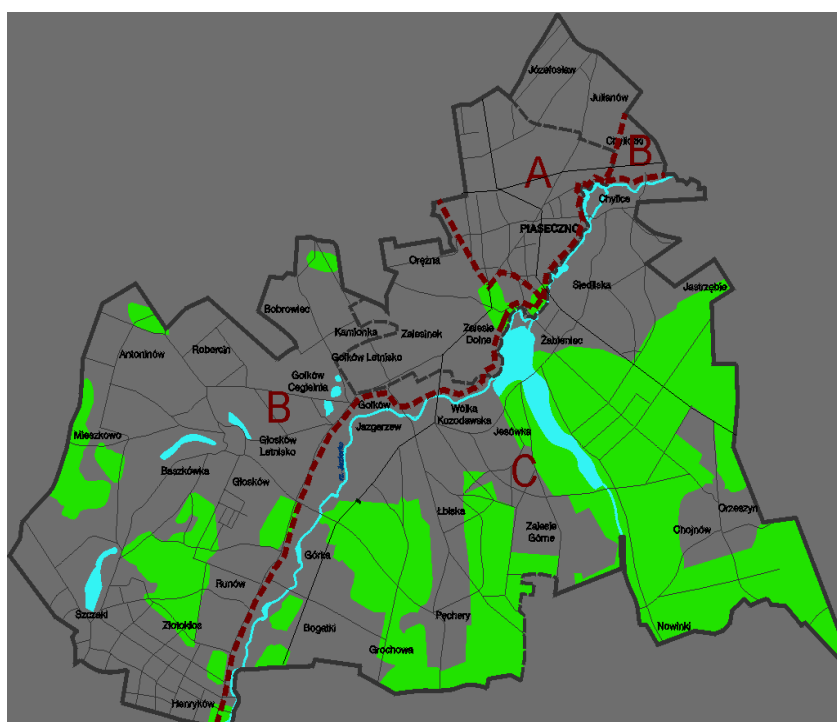 Józefosław
Julianów
Chyliczki
B
A
Chylice
PIASECZNO
Orężna
Siedliska
Jastrzębie
Bobrowiec
Kamionka
Zalesinek
Zalesie
Dolne
Żabieniec
Robercin
Antoninów
Gołków Letnisko
Gołków
Cegielnia
B
Gołków
Wólka
Kozodawska
Jazgarzew
Jesówka
Mieszkowo
Głosków
Letnisko
Baszkówka
Głosków
C
Łbiska
Zalesie
Górne
Orzeszyn
Chojnów
Górka
Runów
Szczaki
Złotokłos
Bogatki
Pęchery
Nowinki
Grochowa
Henryków